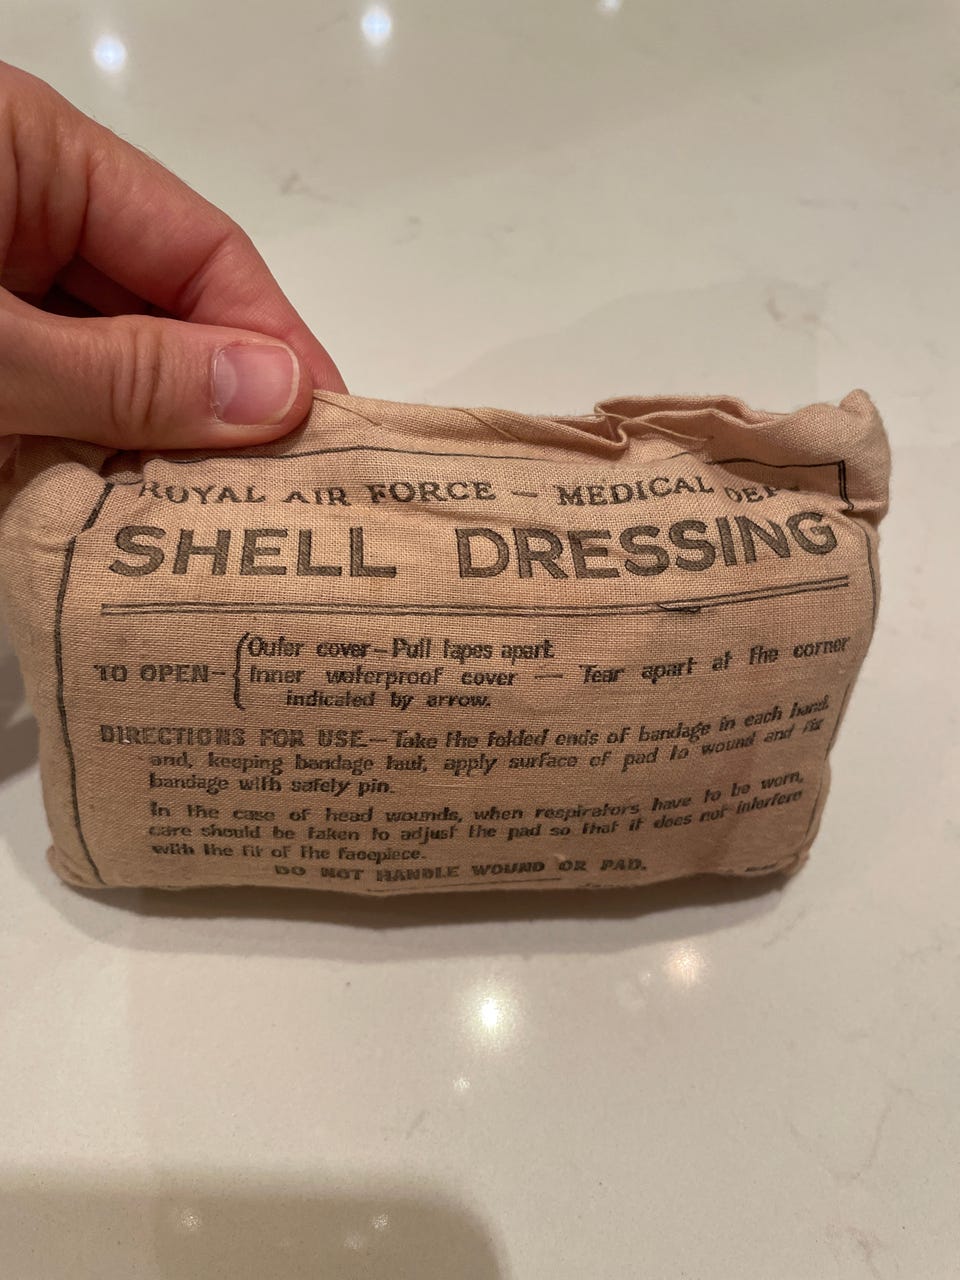 ROYAL AIR FORCE — MEDICAL DEPT.
SHELL DRESSING
Outer cover—Pull tapes apart.
TO OPEN— Inner waterproof cover — Tear apart at the corner
indicated by arrow.
DIRECTIONS FOR USE.—Take the folded ends of bandage in each hand,
and, keeping bandage taut, apply surface of pad to wound and fix
bandage with safety pin.
In the case of head wounds, when respirators have to be worn,
care should be taken to adjust the pad so that it does not interfere
with the fit of the facepiece.
DO NOT HANDLE WOUND OR PAD.